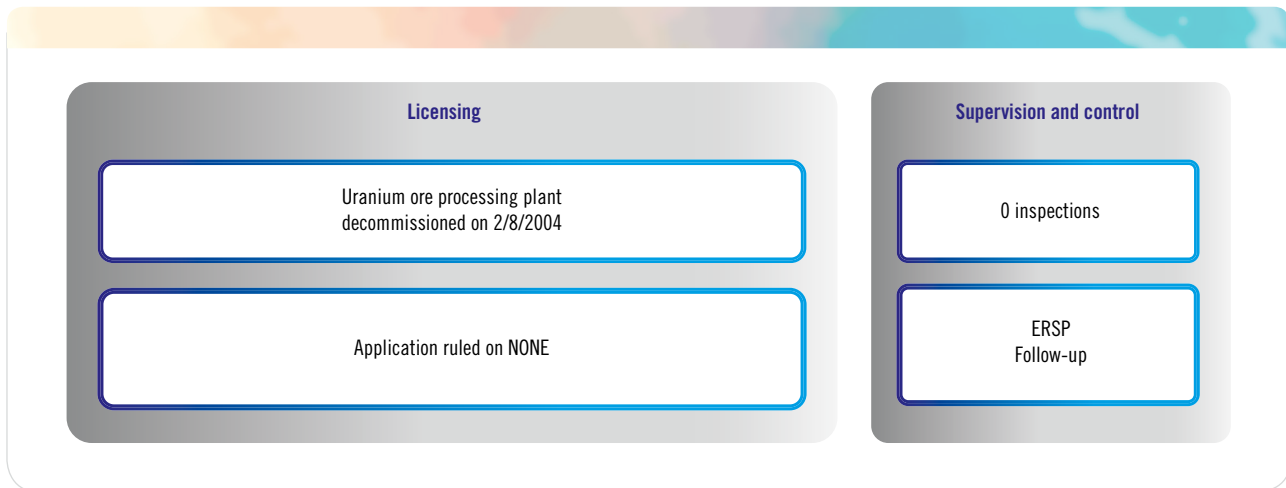 Licensing
Uranium ore processing plant
decommissioned on 2/8/2004
Application ruled on NONE
Supervision and control
0 inspections
ERSP
Follow-up